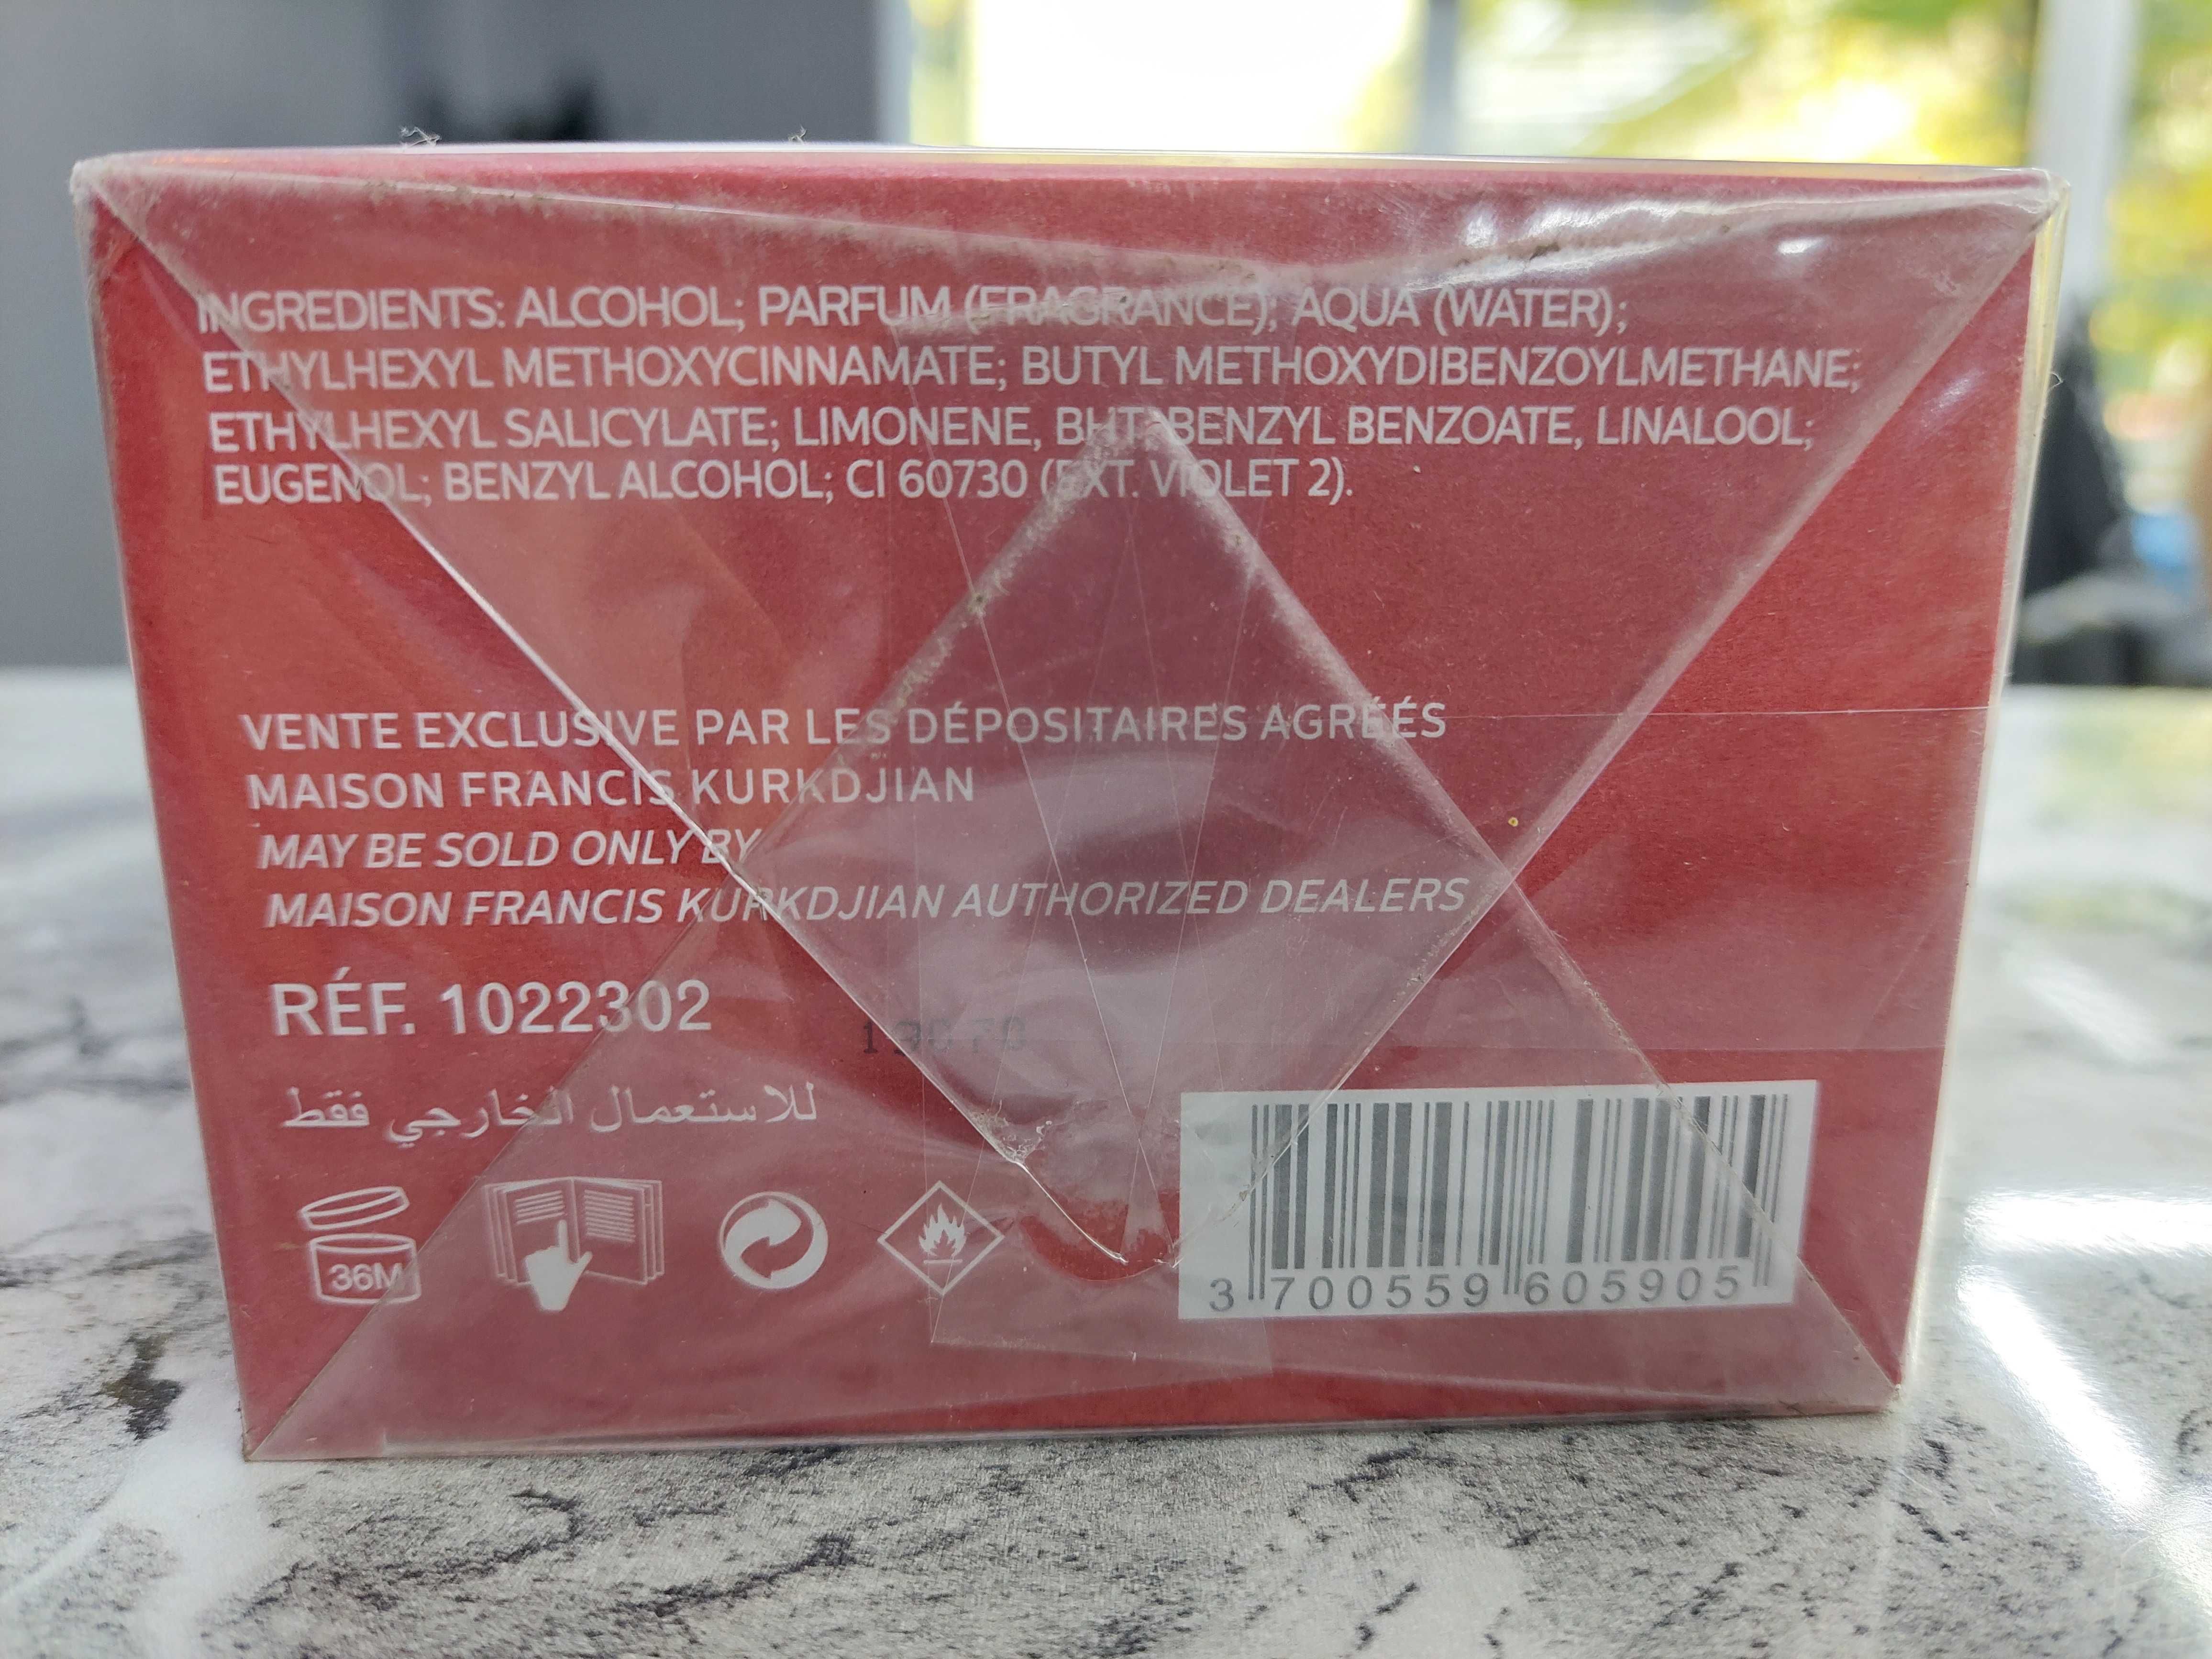 INGREDIENTS: ALCOHOL; PARFUM (FRAGRANCE); AQUA (WATER);
ETHYLHEXYL METHOXYCINNAMATE; BUTYL METHOXYDIBENZOYLMETHANE;
ETHYLHEXYL SALICYLATE; LIMONENE, BHT, BENZYL BENZOATE, LINALOOL;
EUGENOL; BENZYL ALCOHOL; CI 60730 (EXT. VIOLET 2).
VENTE EXCLUSIVE PAR LES DÉPOSITAIRES AGRÉÉS
MAISON FRANCIS KURKDJIAN
MAY BE SOLD ONLY BY
MAISON FRANCIS KURKDJIAN AUTHORIZED DEALERS
RÉF. 1022302
للاستعمال الخارجي فقط
36M
3 700559 605905